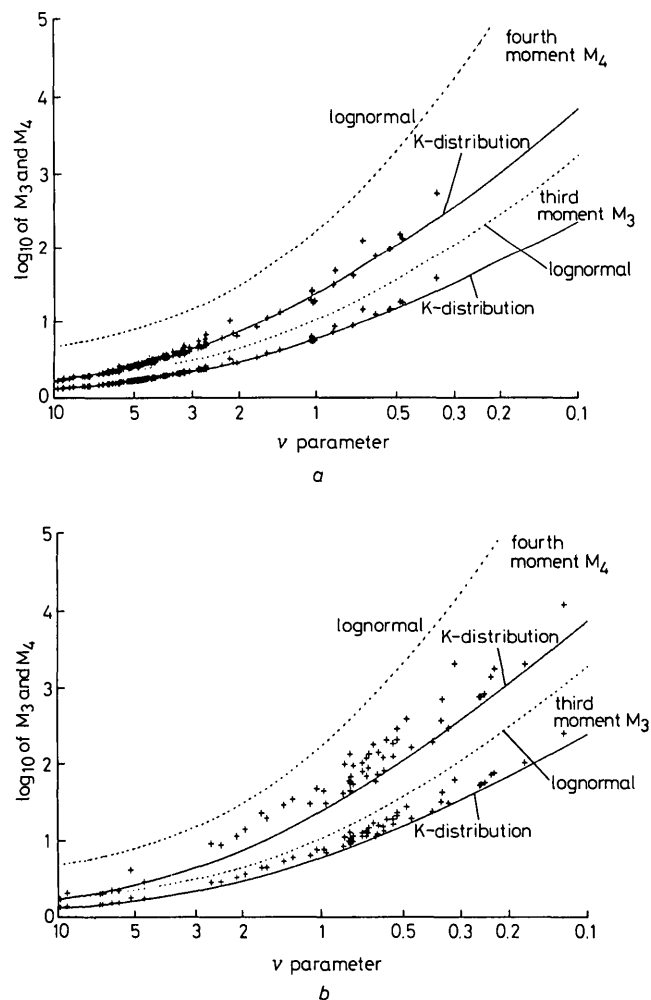 5
fourth
moment M4
4
lognormal
K-distribution
3
third
moment M3
2
lognormal
1
K-distribution
0
10 5 3 2 1 0.5 0.3 0.2 0.1
log10 of M3 and M4
ν parameter
a
5
fourth
moment M4
4
lognormal
K-distribution
3
third
moment M3
2
lognormal
1
K-distribution
0
10 5 3 2 1 0.5 0.3 0.2 0.1
log10 of M3 and M4
ν parameter
b